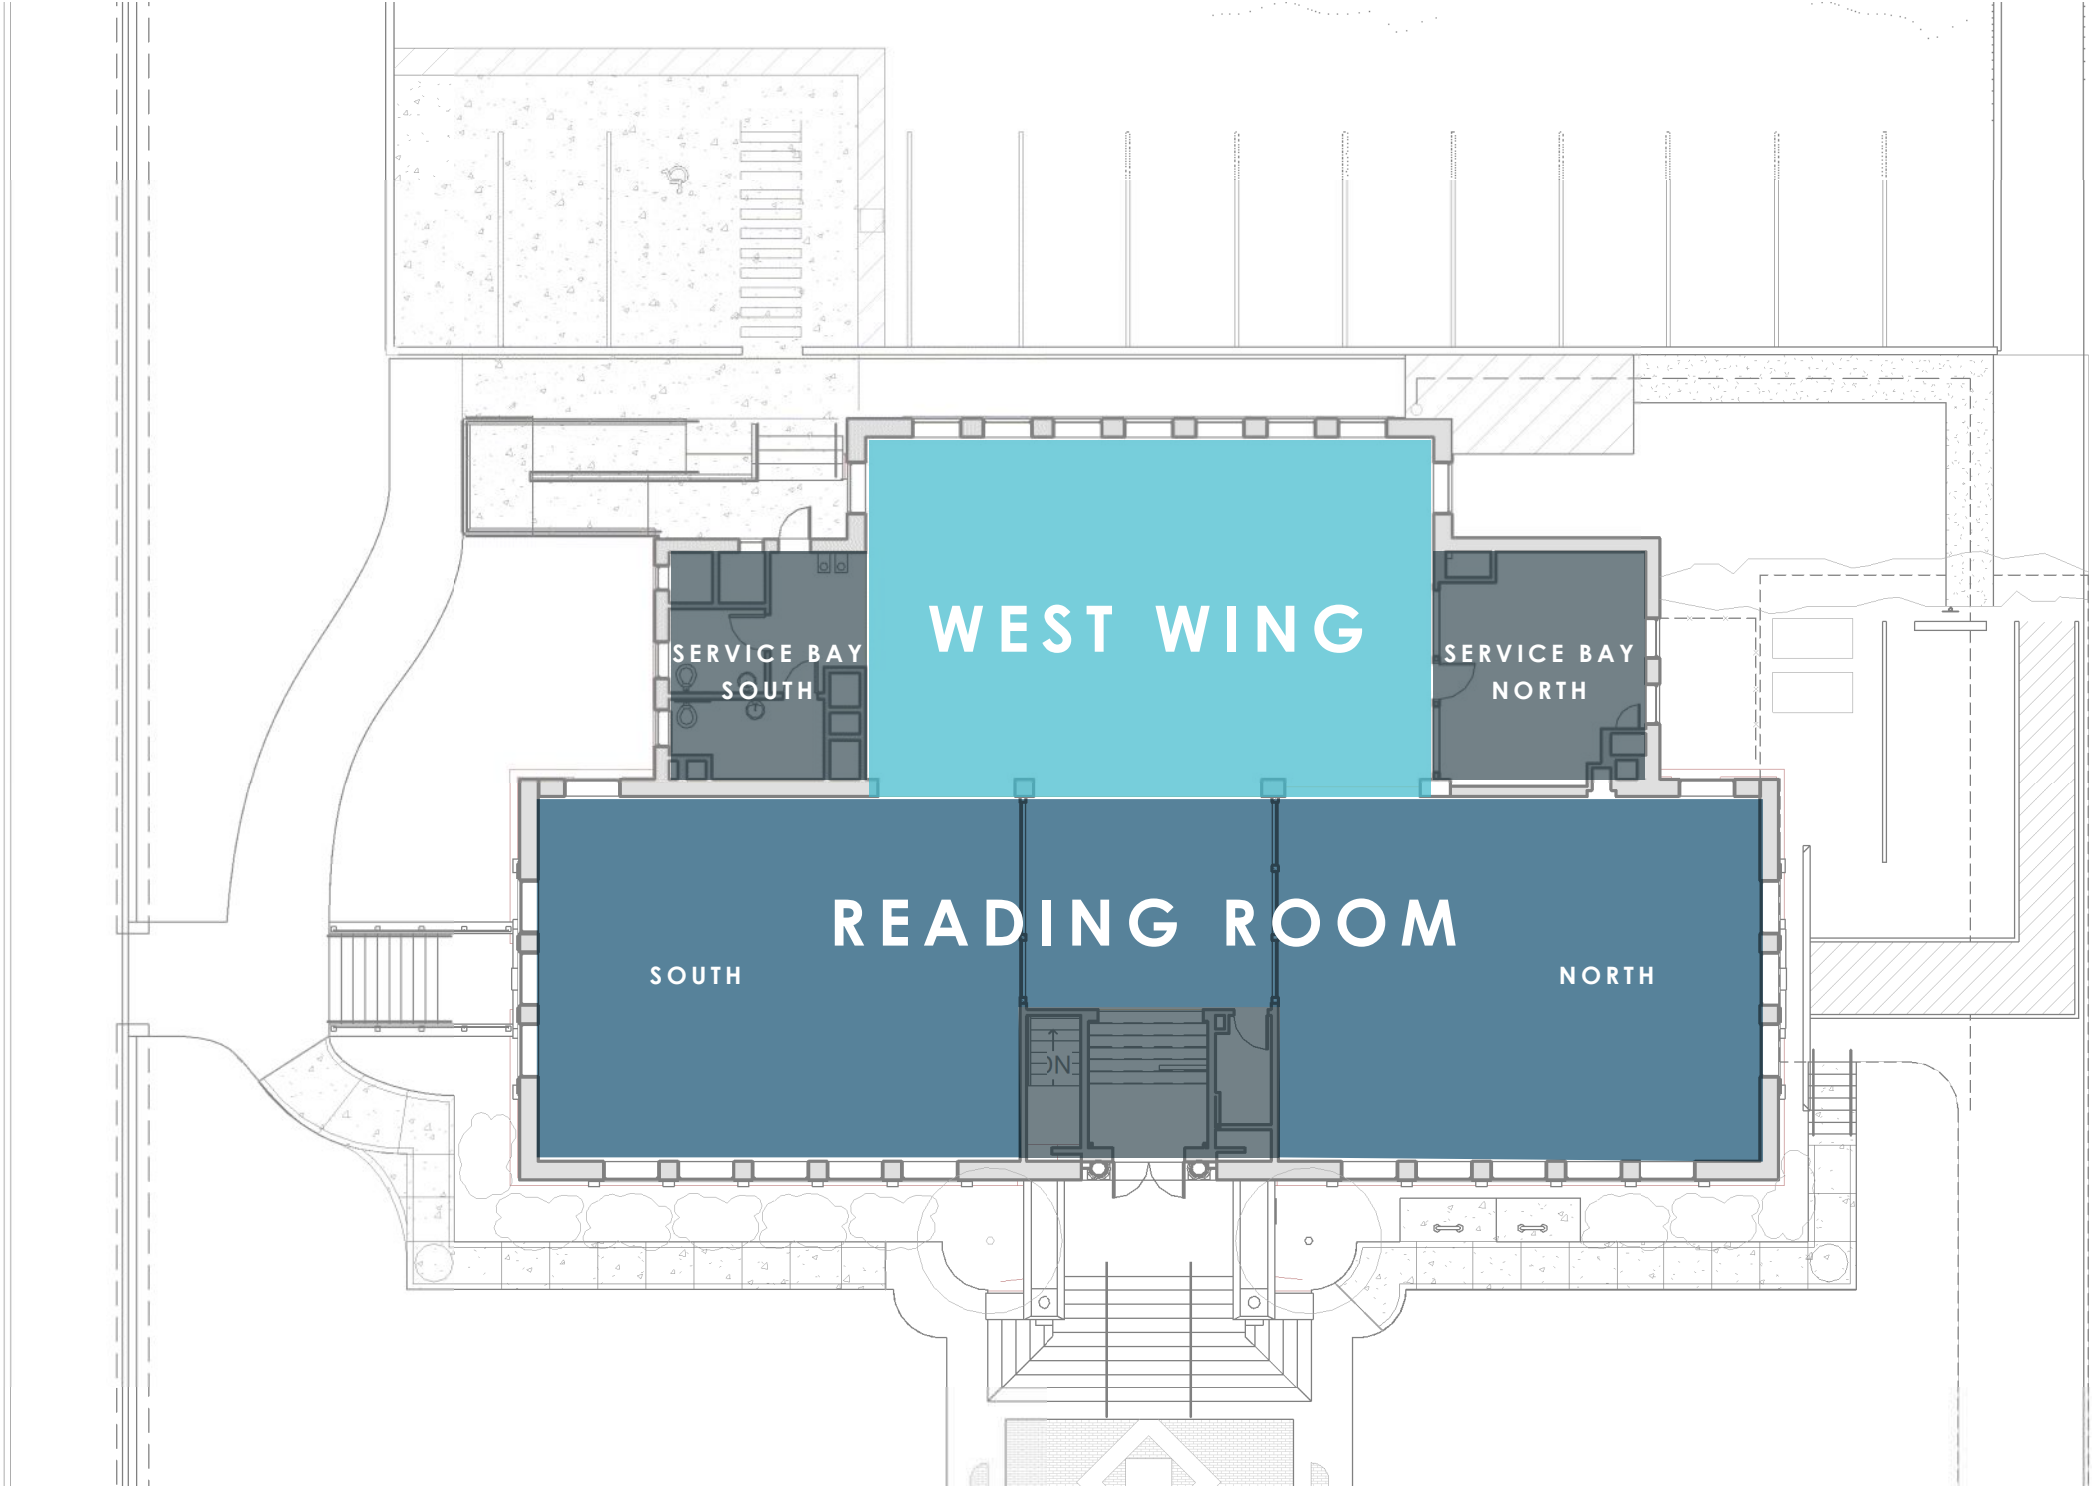 WEST WING
SERVICE BAY
SOUTH
SERVICE BAY
NORTH
READING ROOM
SOUTH
NORTH
DN